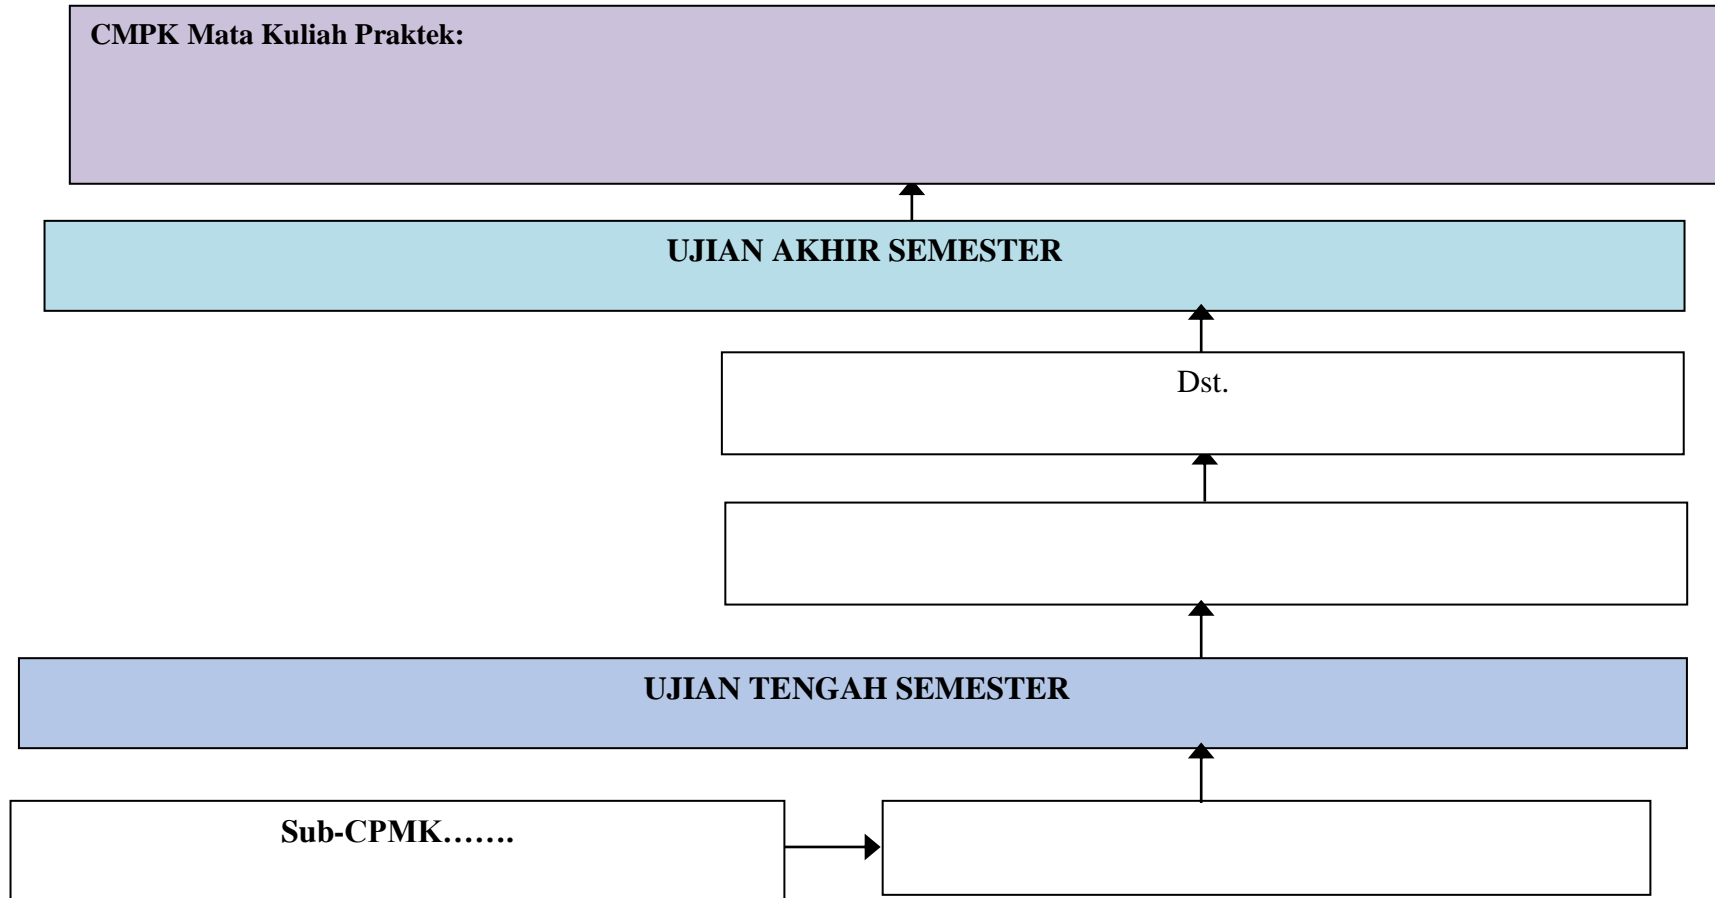 CMPK Mata Kuliah Praktek:
UJIAN AKHIR SEMESTER
Dst.
UJIAN TENGAH SEMESTER
Sub-CPMK…….